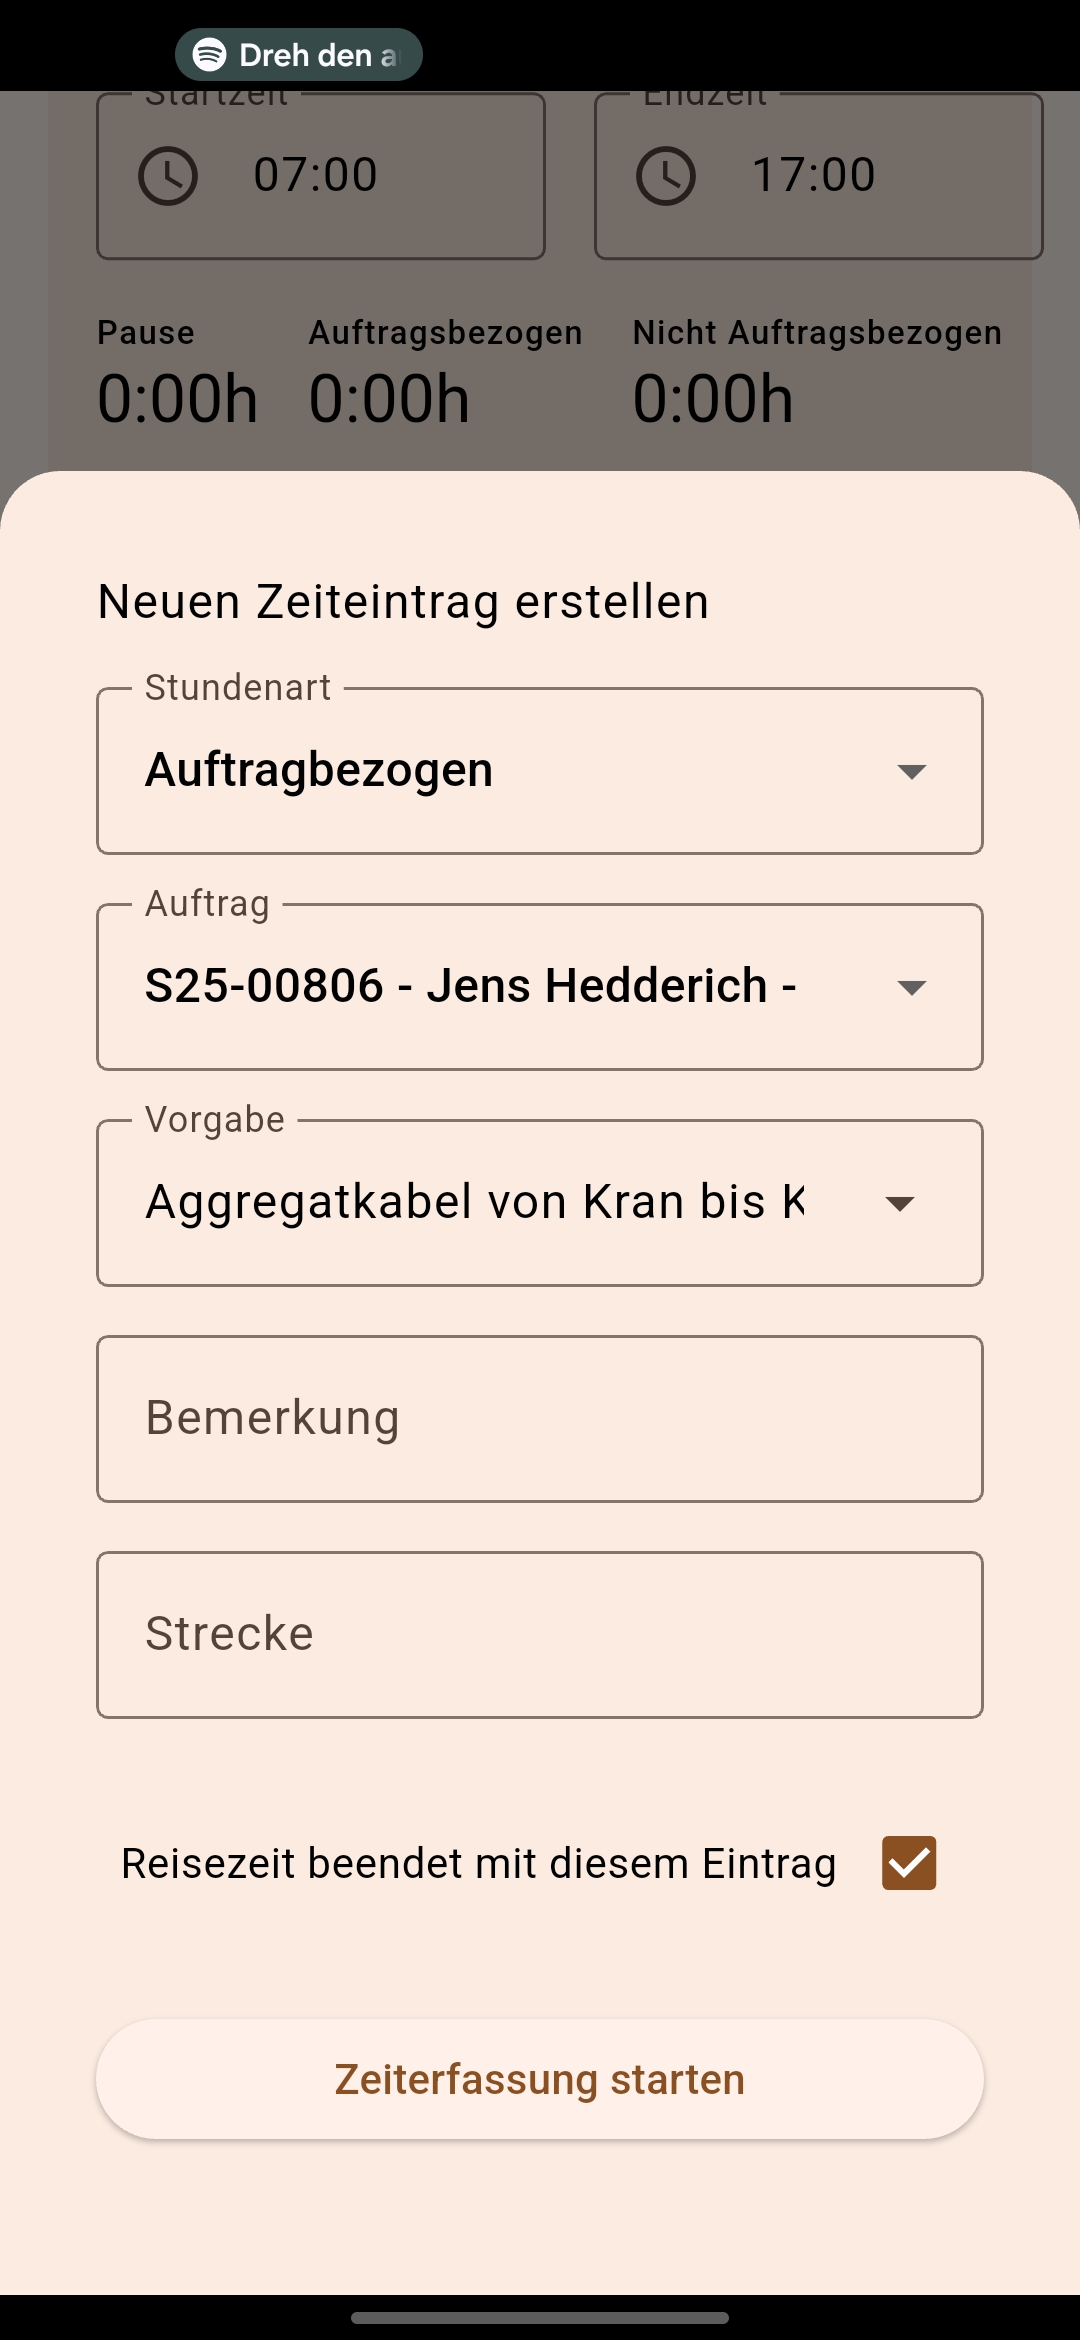 Dreh den
Startzeit
Endzeit
07:00
17:00
Pause
Auftragsbezogen
Nicht Auftragsbezogen
0:00h
0:00h
0:00h
Neuen Zeiteintrag erstellen
Stundenart
Auftragbezogen
Auftrag
S25-00806 - Jens Hedderich -
Vorgabe
Aggregatkabel von Kran bis K
Bemerkung
Strecke
Reisezeit beendet mit diesem Eintrag
Zeiterfassung starten